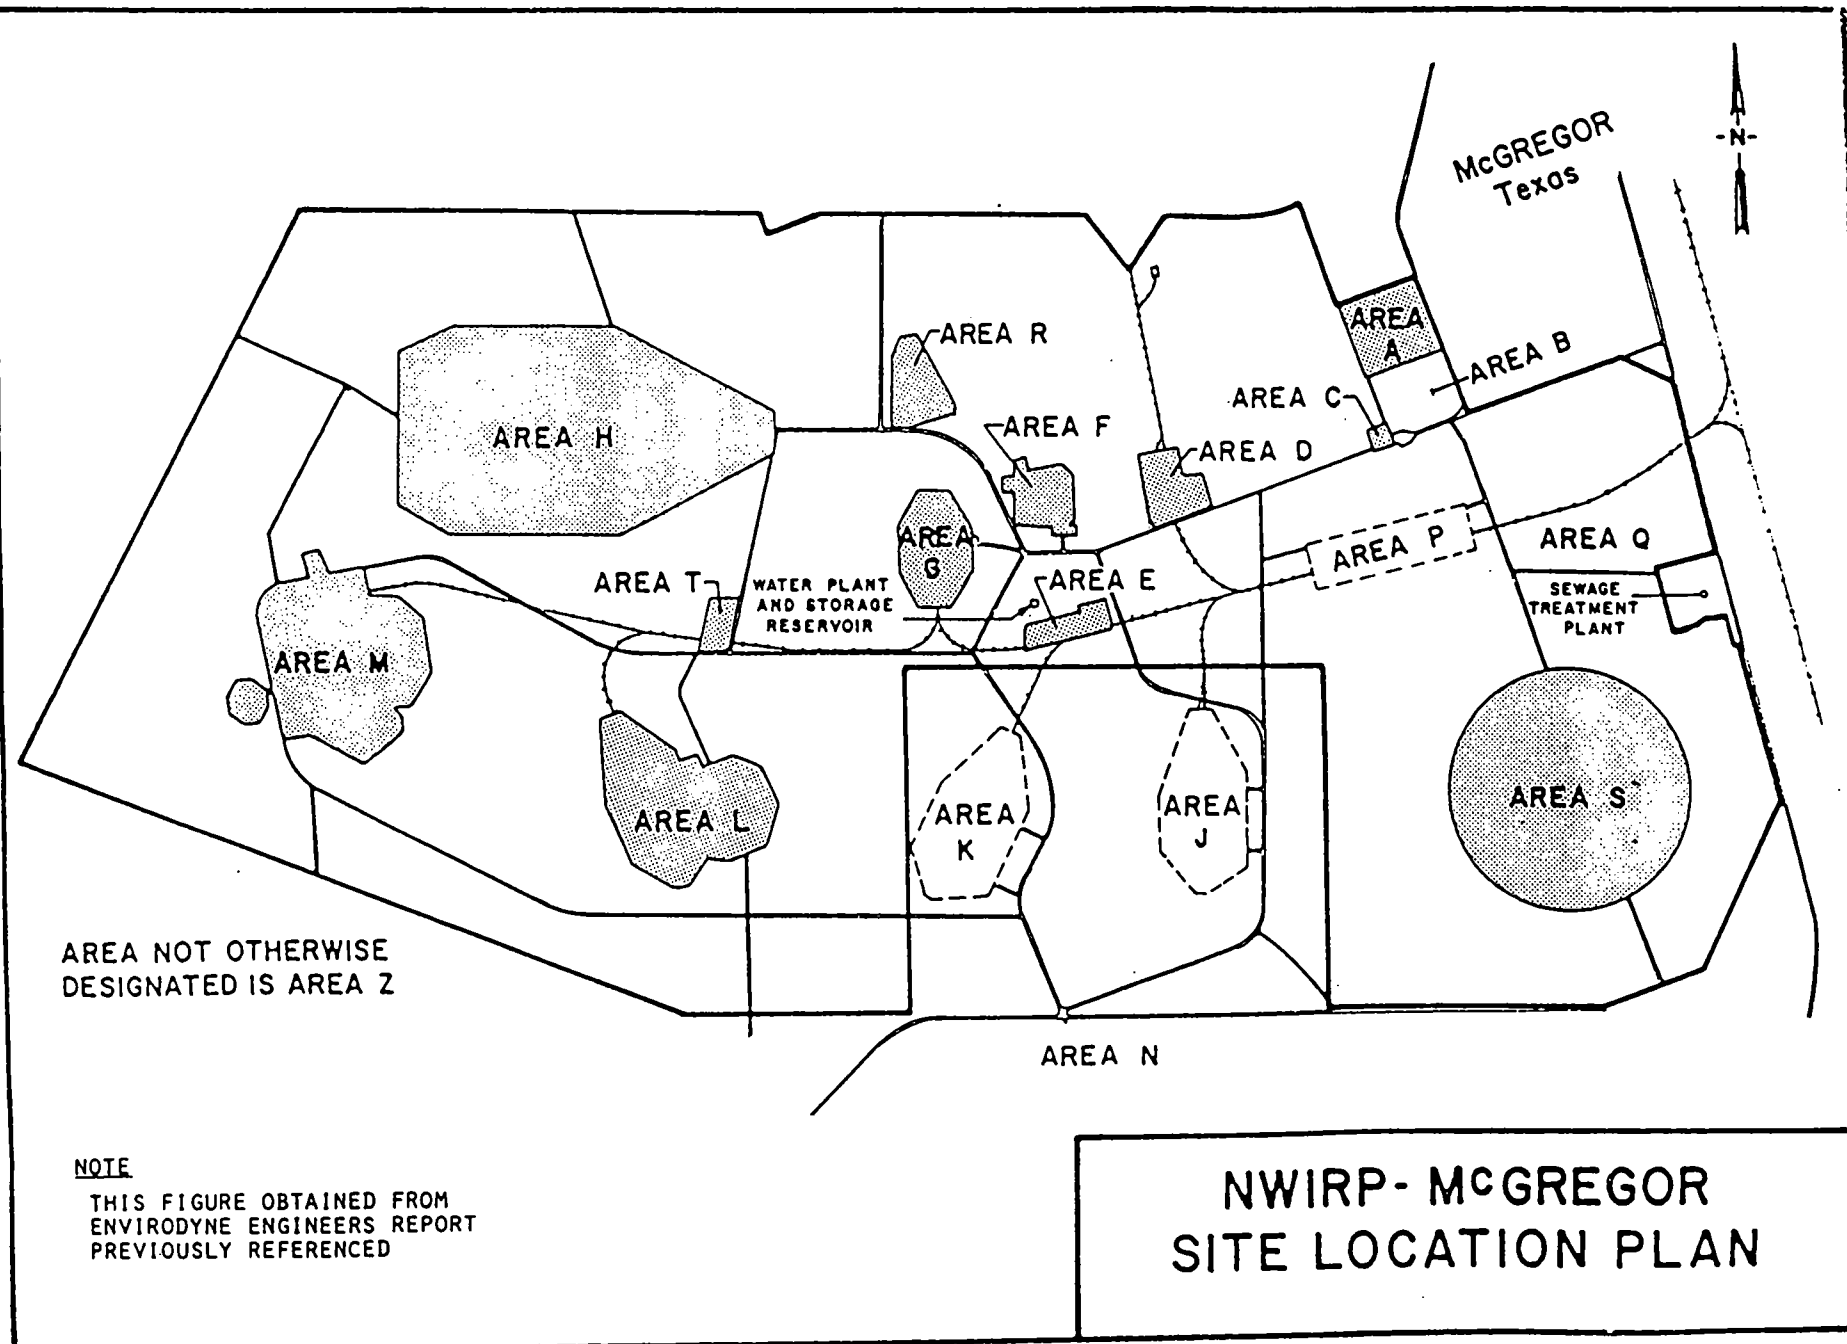 McGREGOR
Texas
-N-
AREA R
AREA
A
AREA B
AREA C
AREA F
AREA H
AREA D
AREA
G
AREA P
AREA Q
AREA T
WATER PLANT
AND STORAGE
RESERVOIR
AREA E
SEWAGE
TREATMENT
PLANT
AREA M
AREA S
AREA L
AREA
K
AREA
J
AREA NOT OTHERWISE
DESIGNATED IS AREA Z
AREA N
NOTE
THIS FIGURE OBTAINED FROM
ENVIRODYNE ENGINEERS REPORT
PREVIOUSLY REFERENCED
NWIRP- McGREGOR
SITE LOCATION PLAN